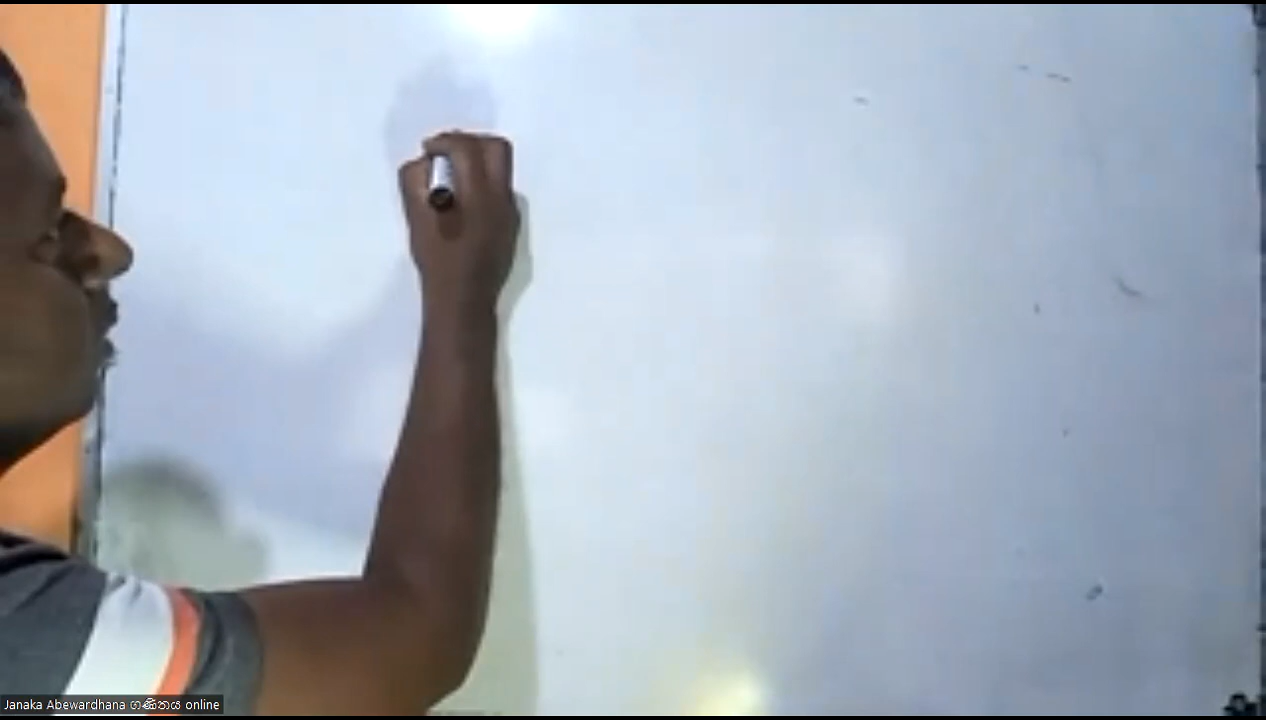 Janaka Abewardhana ගණිතය online